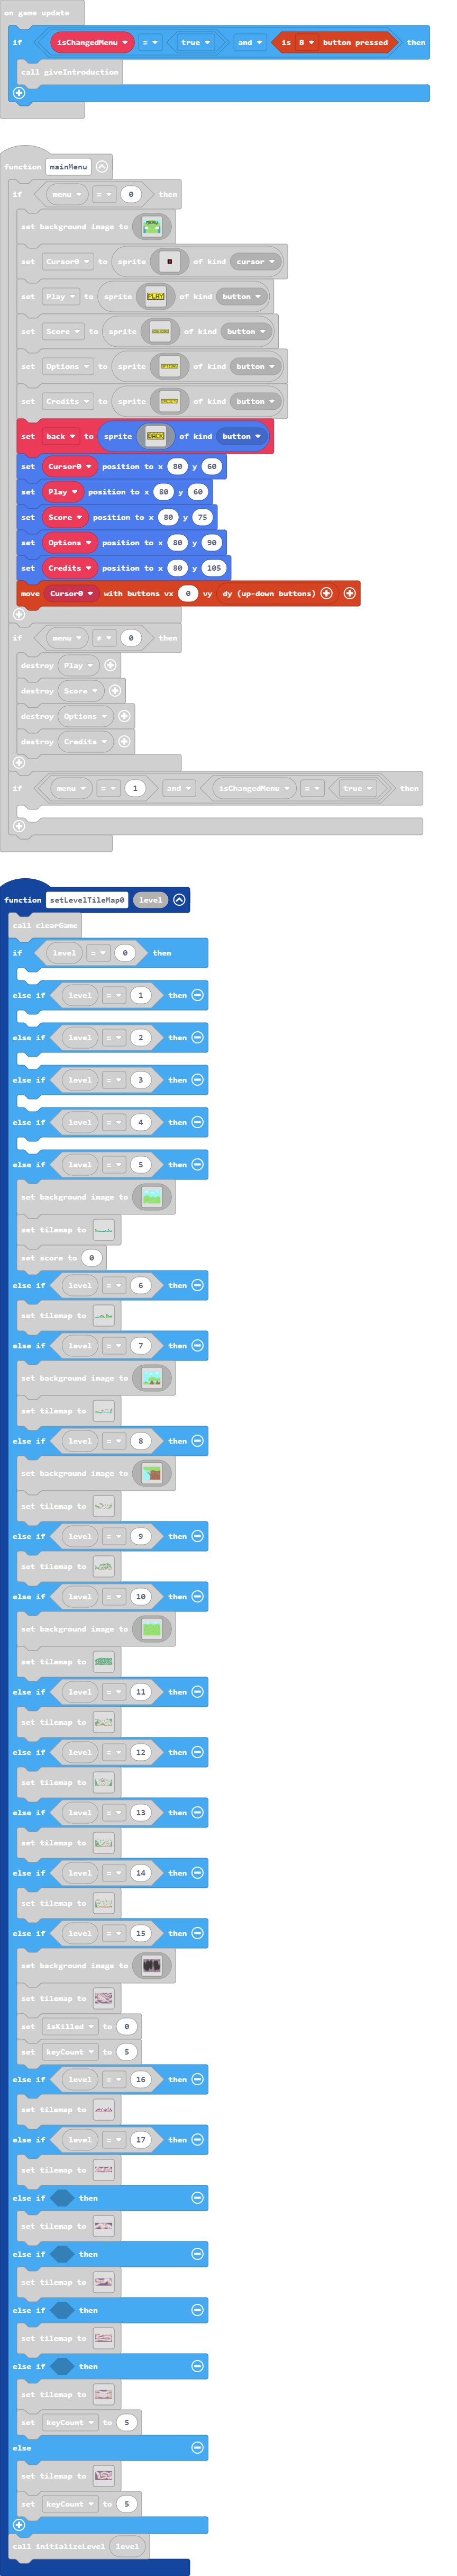 on game update
if isChangedMenu = true and is B button pressed then
call giveIntroduction
function mainMenu
if menu = 0 then
set background image to MENU
set Cursor0 to sprite of kind cursor
set Play to sprite PLAY of kind button
set Score to sprite of kind button
set Options to sprite of kind button
set Credits to sprite of kind button
set back to sprite BACK of kind button
set Cursor0 position to x 80 y 60
set Play position to x 80 y 60
set Score position to x 80 y 75
set Options position to x 80 y 90
set Credits position to x 80 y 105
move Cursor0 with buttons vx 0 vy dy (up-down buttons)
if menu ≠ 0 then
destroy Play
destroy Score
destroy Options
destroy Credits
if menu = 1 and isChangedMenu = true then
function setLevelTileMap0 level
call clearGame
if level = 0 then
else if level = 1 then
else if level = 2 then
else if level = 3 then
else if level = 4 then
else if level = 5 then
set background image to
set tilemap to
set score to 0
else if level = 6 then
set tilemap to
else if level = 7 then
set background image to
set tilemap to
else if level = 8 then
set background image to
set tilemap to
else if level = 9 then
set tilemap to
else if level = 10 then
set background image to
set tilemap to
else if level = 11 then
set tilemap to
else if level = 12 then
set tilemap to
else if level = 13 then
set tilemap to
else if level = 14 then
set tilemap to
else if level = 15 then
set background image to
set tilemap to
set isKilled to 0
set keyCount to 5
else if level = 16 then
set tilemap to
else if level = 17 then
set tilemap to
else if then
set tilemap to
else if then
set tilemap to
else if then
set tilemap to
else if then
set tilemap to
set keyCount to 5
else
set tilemap to
set keyCount to 5
call initializeLevel level